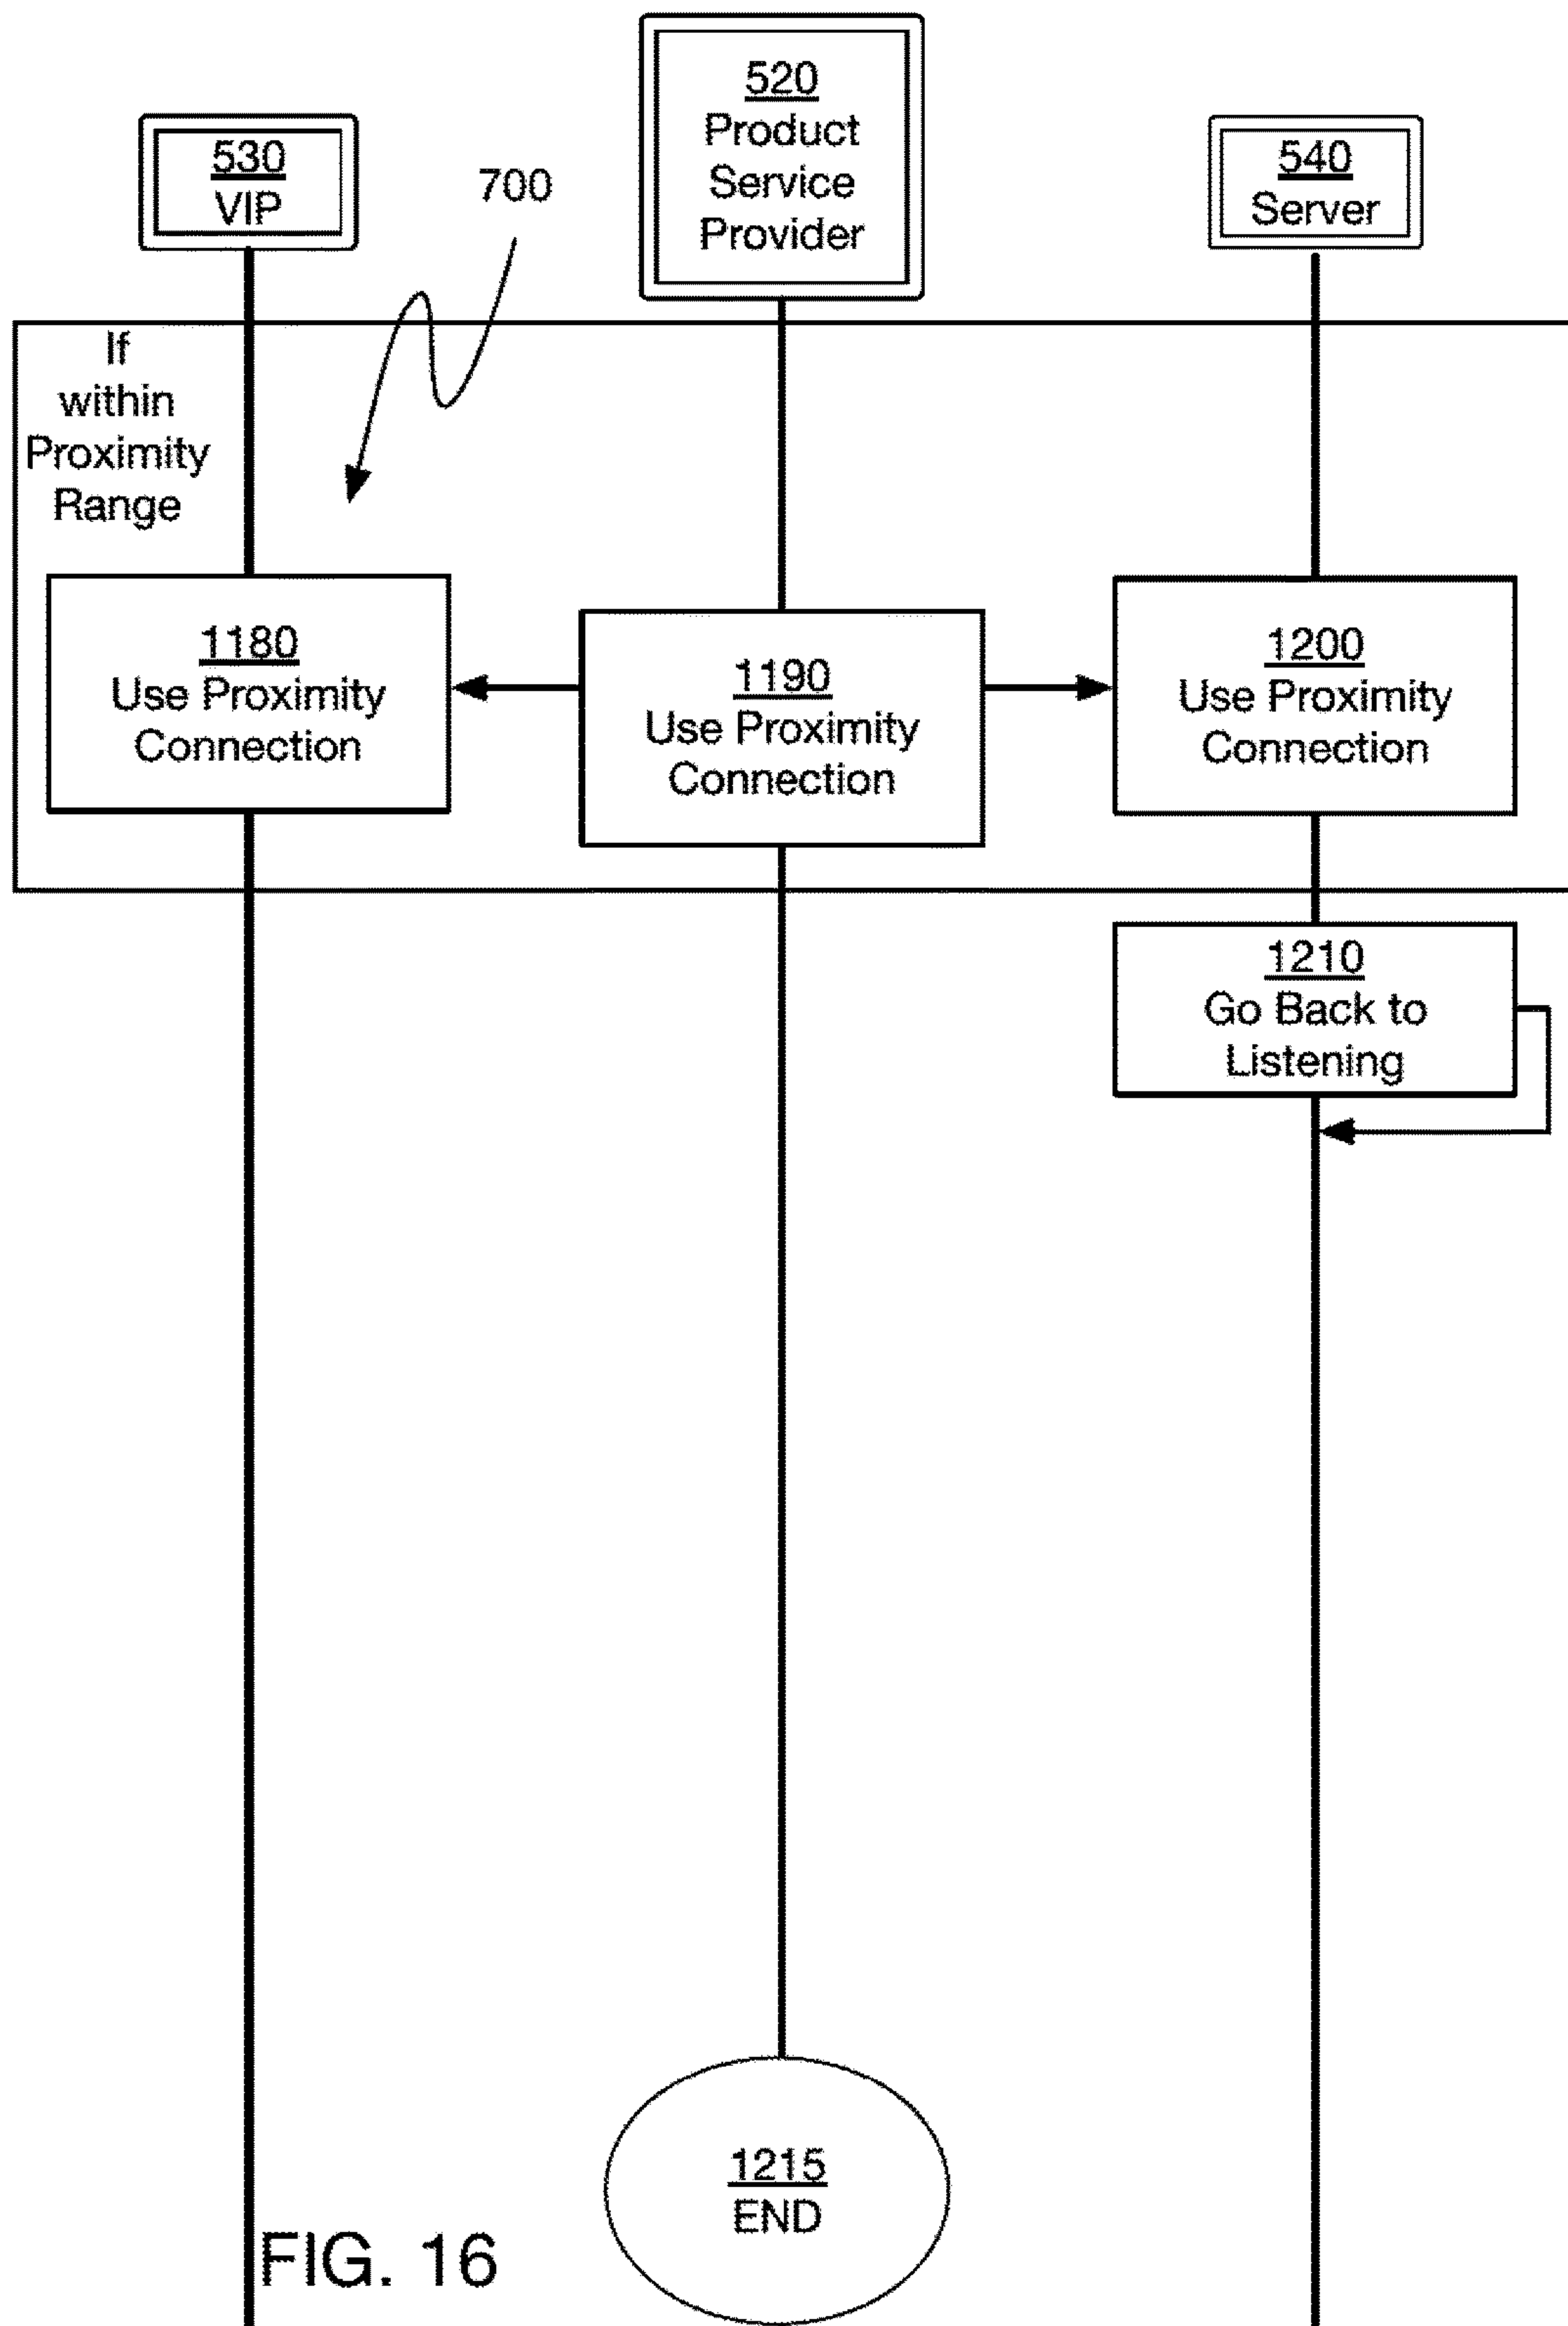 520
Product
Service
Provider
530
VIP
700
540
Server
If
within
Proximity
Range
1180
Use Proximity
Connection
1190
Use Proximity
Connection
1200
Use Proximity
Connection
1210
Go Back to
Listening
1215
END
FIG. 16